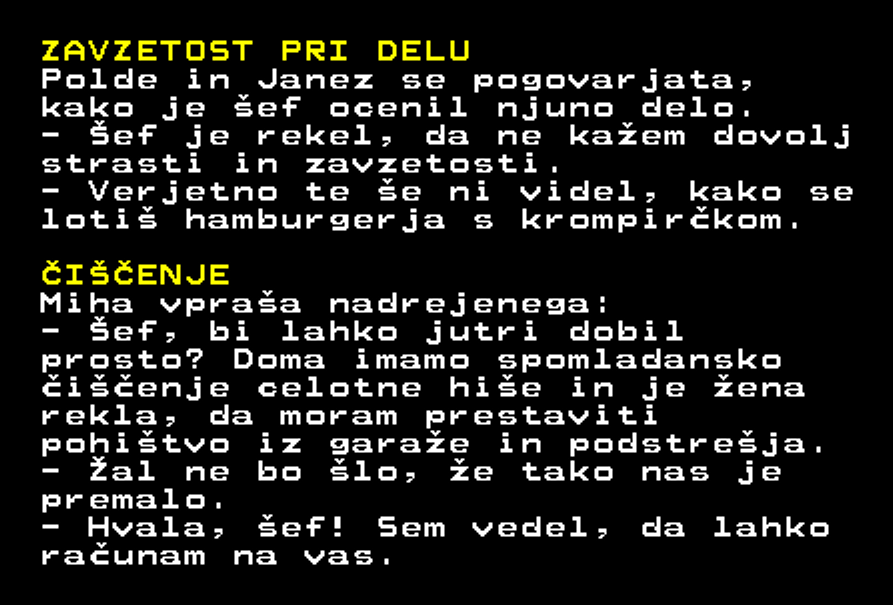 ZAVZETOST PRI DELU
Polde in Janez se pogovarjata,
kako je šef ocenil njuno delo.
- Šef je rekel, da ne kažem dovolj
strasti in zavzetosti.
- Verjetno te še ni videl, kako se
lotiš hamburgerja s krompirčkom.
ČIŠČENJE
Miha vpraša nadrejenega:
- Šef, bi lahko jutri dobil
prosto? Doma imamo spomladansko
čiščenje celotne hiše in je žena
rekla, da moram prestaviti
pohištvo iz garaže in podstrešja.
- Žal ne bo šlo, že tako nas je
premalo.
- Hvala, šef! Sem vedel, da lahko
računam na vas.